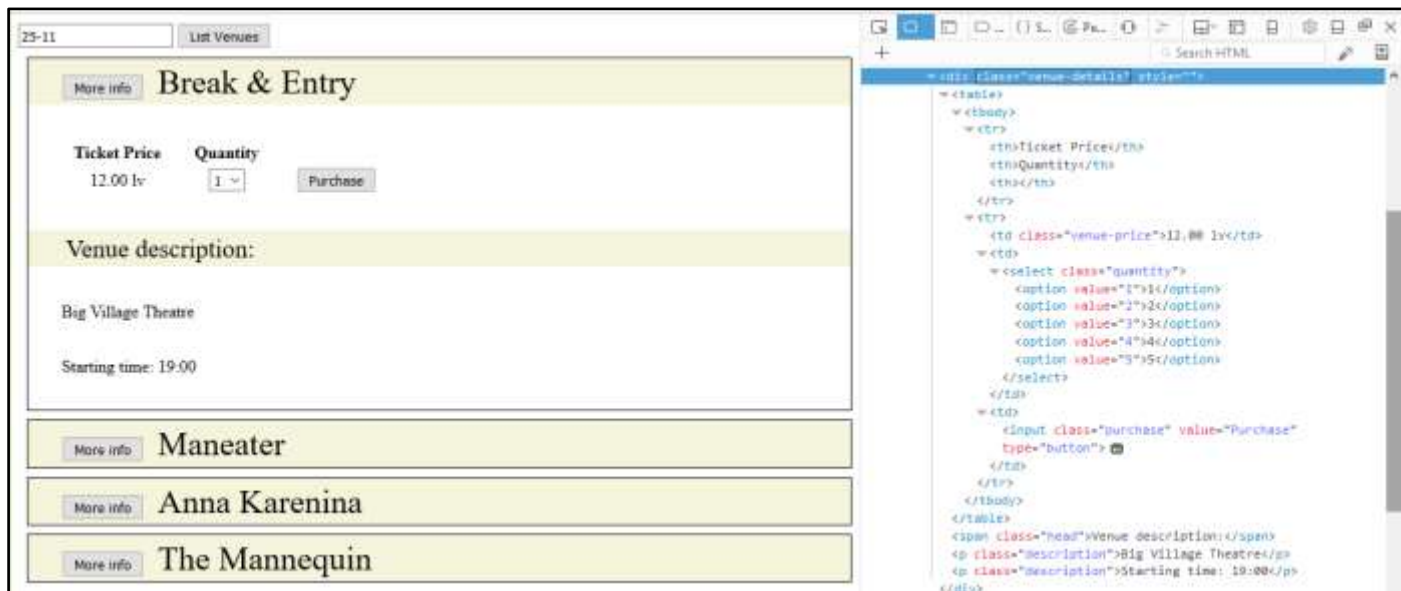 25-11 List Venues
More info Break & Entry
Ticket Price Quantity
12.00 lv 1 Purchase
Venue description:
Big Village Theatre
Starting time: 19:00
More info Maneater
More info Anna Karenina
More info The Mannequin
Search HTML
<div class="venue-details" style="">
<table>
<tbody>
<tr>
<th>Ticket Price</th>
<th>Quantity</th>
<th></th>
</tr>
<tr>
<td class="venue-price">12.00 lv</td>
<td>
<select class="quantity">
<option value="1">1</option>
<option value="2">2</option>
<option value="3">3</option>
<option value="4">4</option>
<option value="5">5</option>
</select>
</td>
<td>
<input class="purchase" value="Purchase"
type="button">
</td>
</tr>
</tbody>
</table>
<span class="head">Venue description:</span>
<p class="description">Big Village Theatre</p>
<p class="description">Starting time: 19:00</p>
</div>